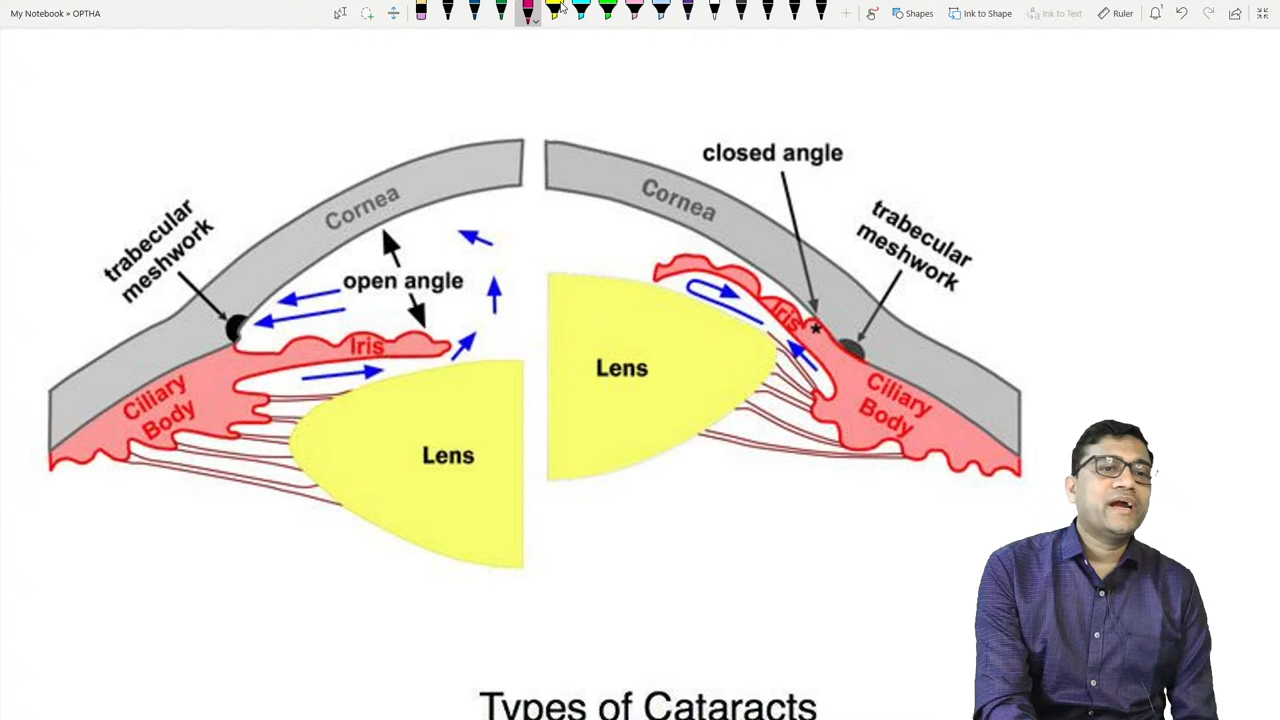 My Notebook » OPTHA
Shapes
Ink to Shape
Ink to Text
Ruler
closed angle
trabecular
meshwork
Cornea
open angle
Iris
Ciliary
Body
Lens
Cornea
trabecular
meshwork
Iris
*
Lens
Ciliary
Body
Types of Cataracts